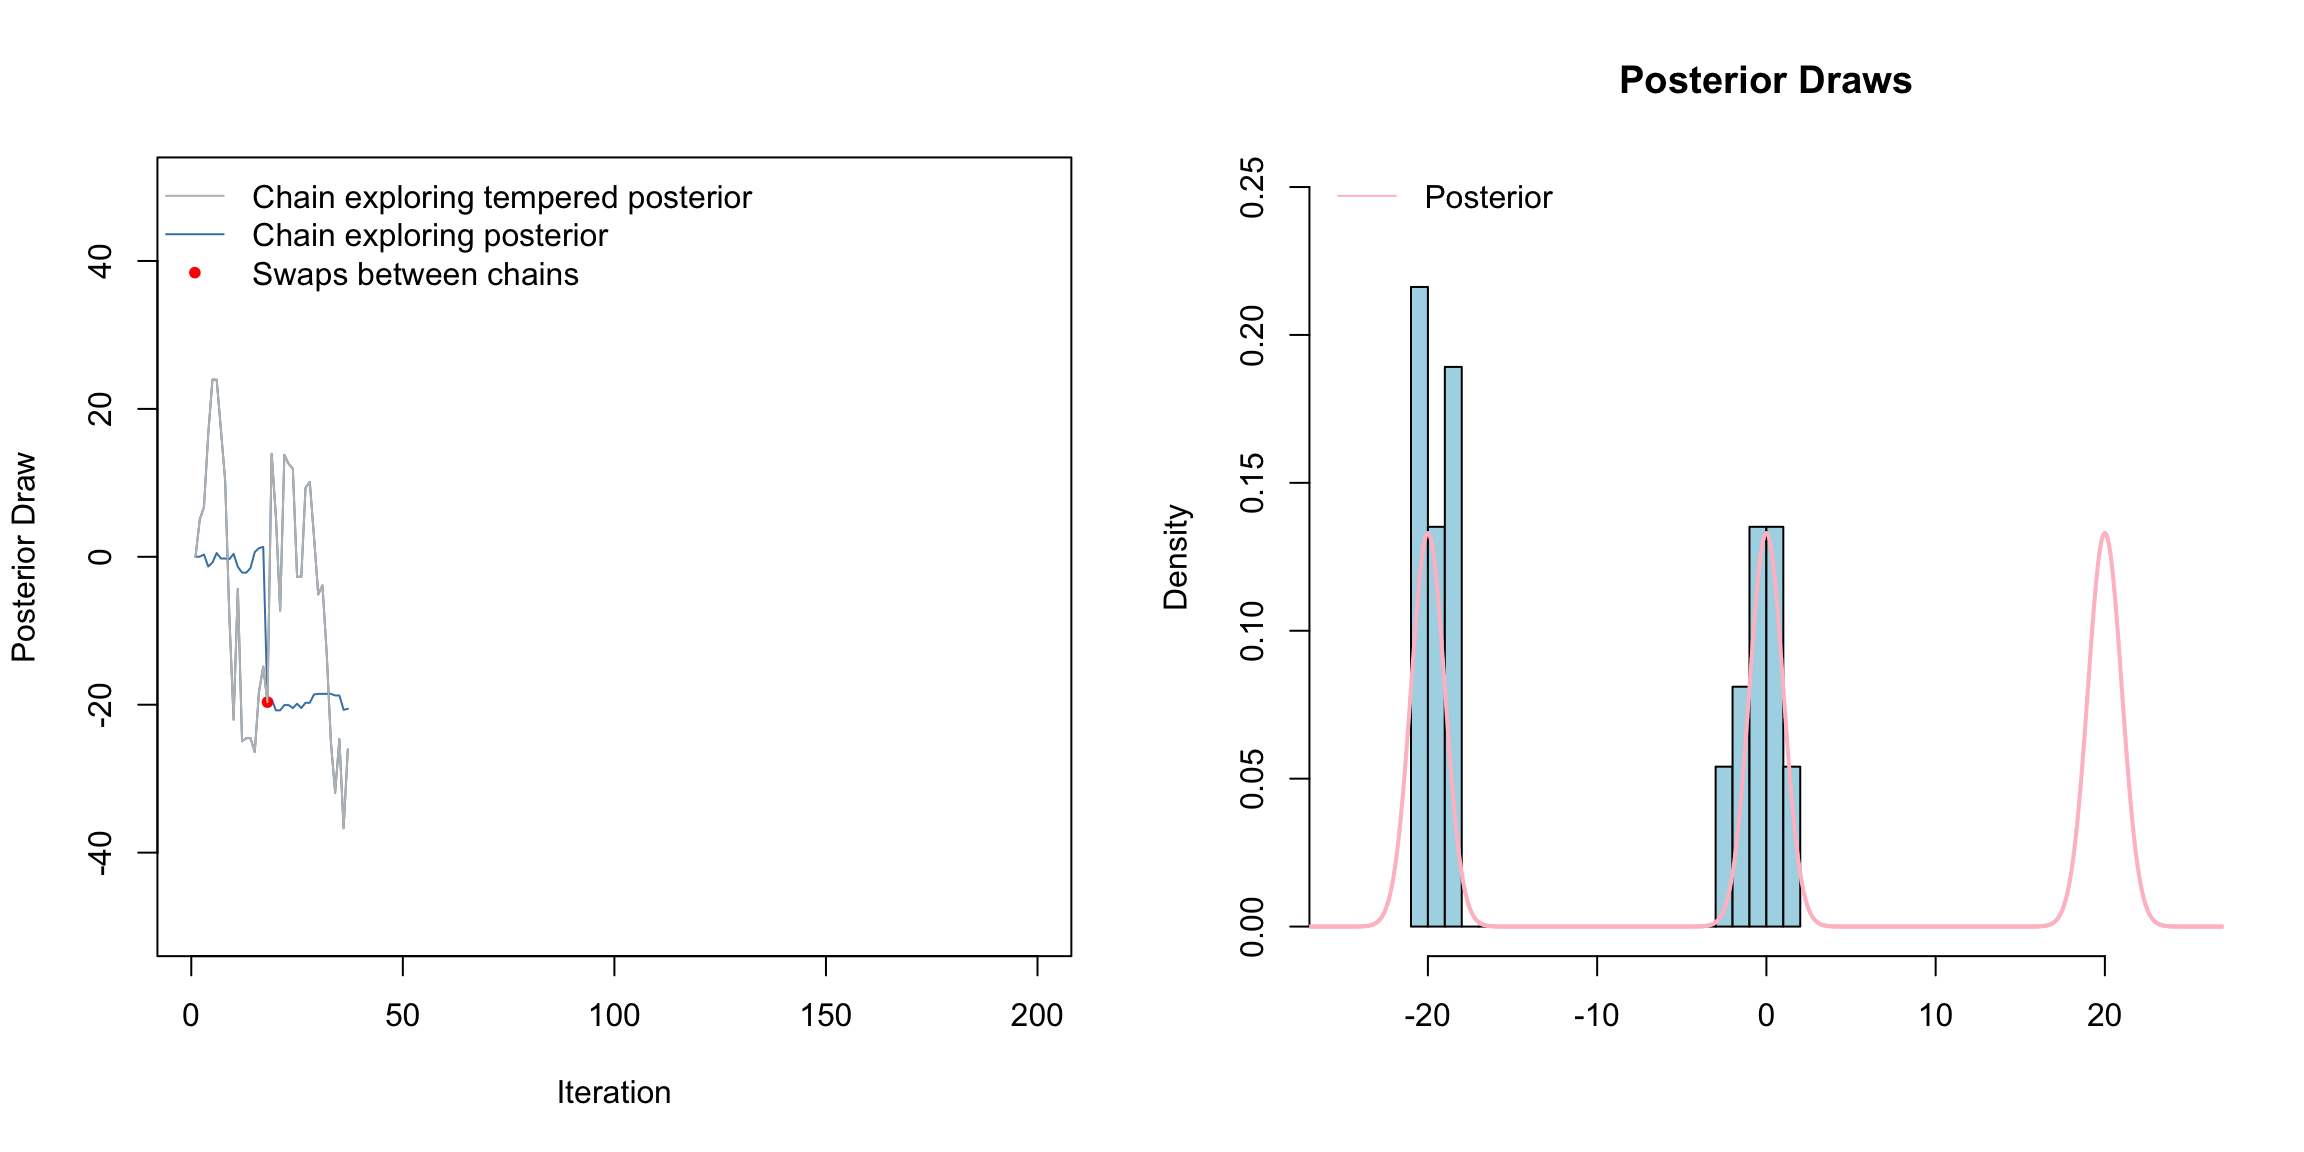 Chain exploring tempered posterior
Chain exploring posterior
Swaps between chains
40
20
0
-20
-40
Posterior Draw
0 50 100 150 200
Iteration
Posterior Draws
Posterior
0.25
0.20
0.15
0.10
0.05
0.00
Density
-20 -10 0 10 20